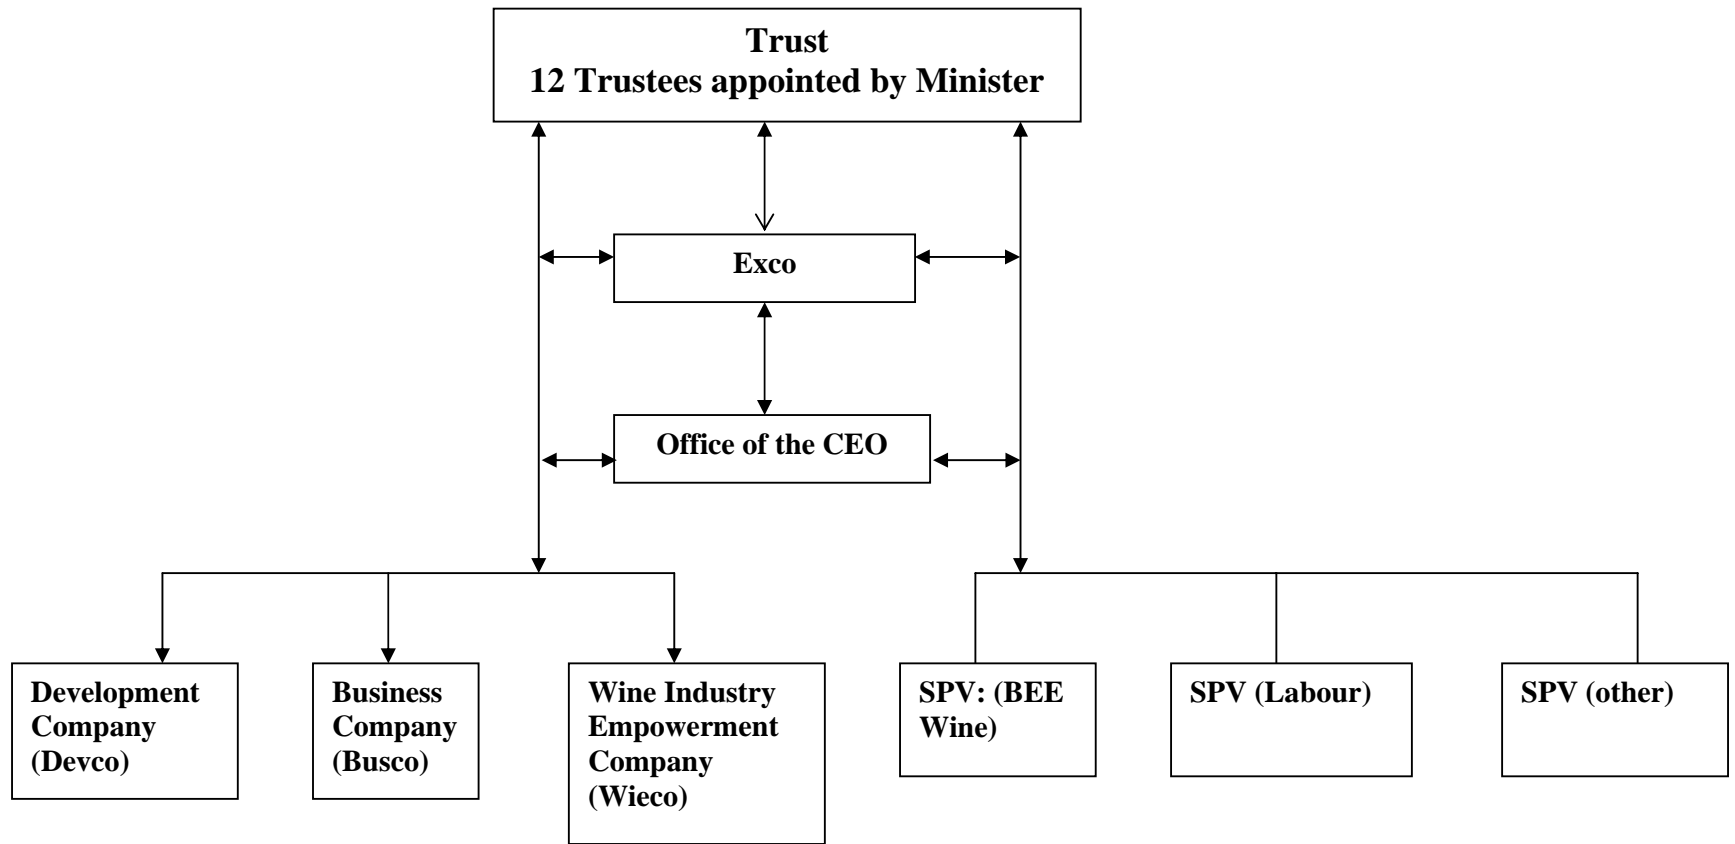 Trust
12 Trustees appointed by Minister
Exco
Office of the CEO
Development
Company
(Devco)
Business
Company
(Busco)
Wine Industry
Empowerment
Company
(Wieco)
SPV: (BEE
Wine)
SPV (Labour)
SPV (other)